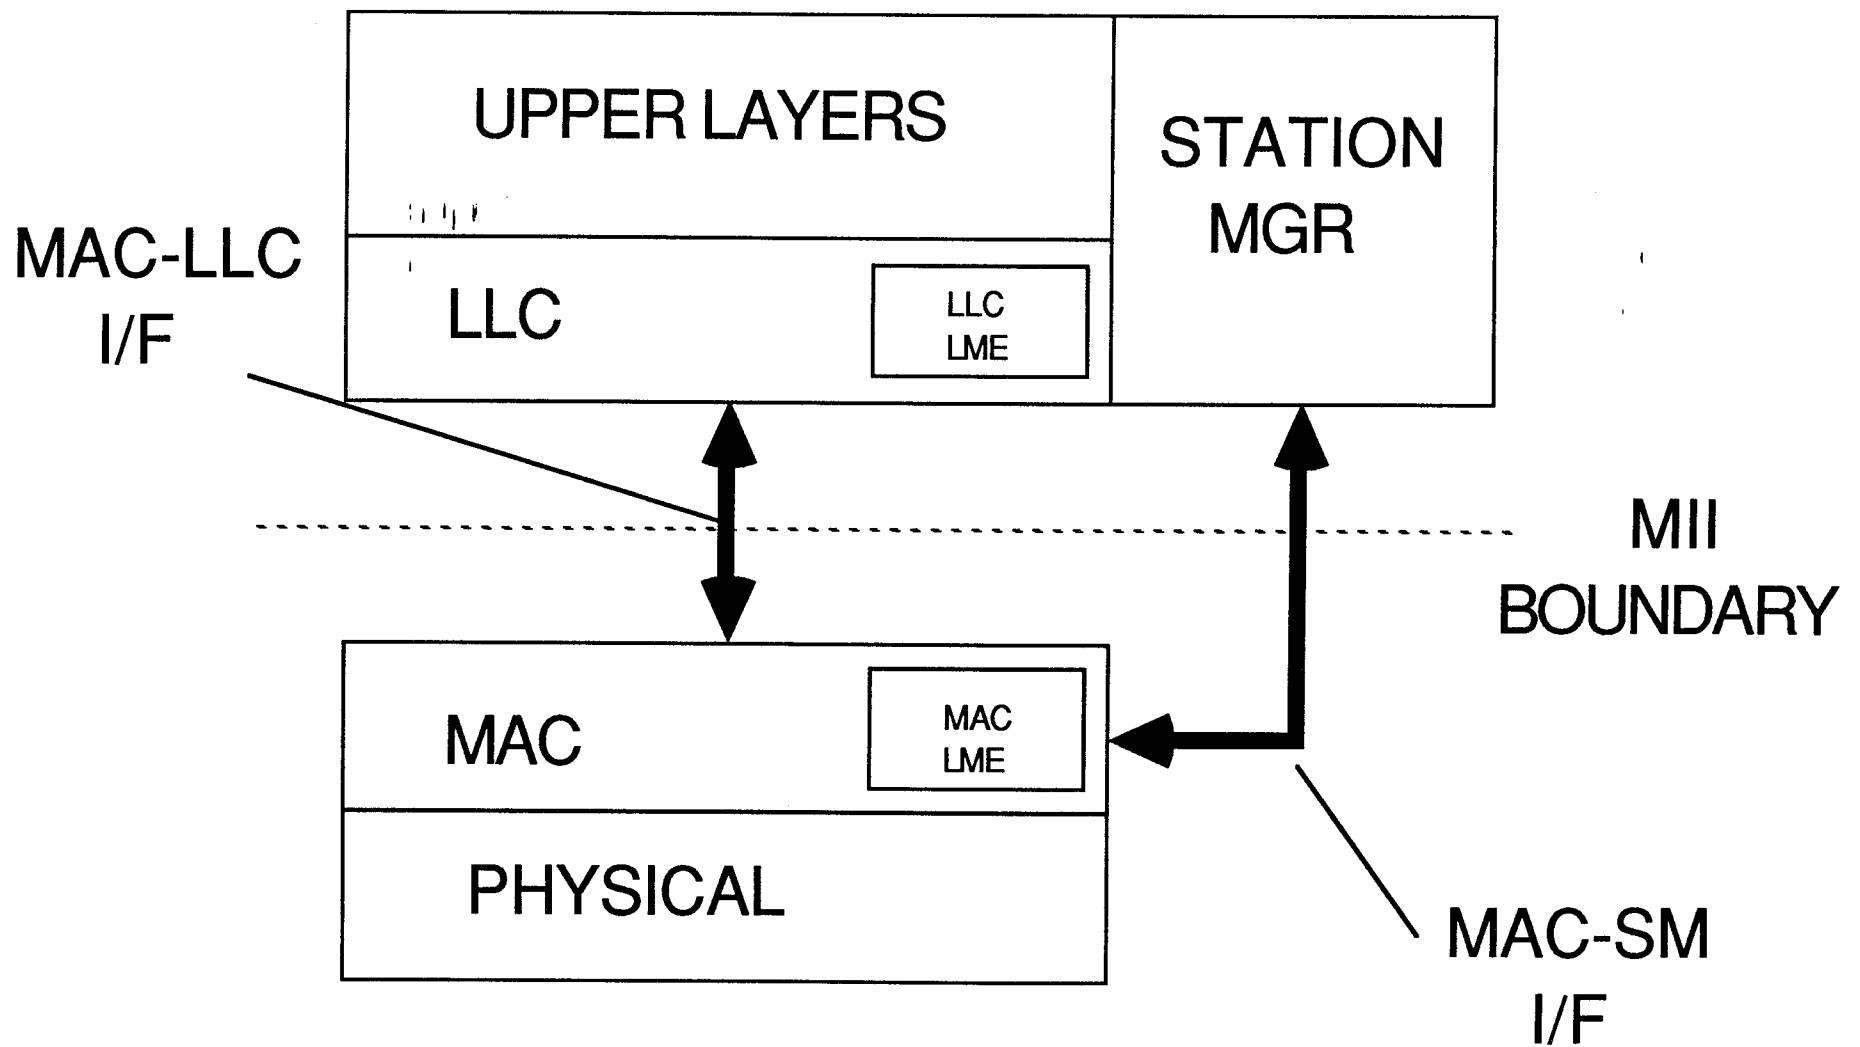 UPPER LAYERS
STATION
MGR
MAC-LLC
I/F
LLC
LLC
LME
MII
BOUNDARY
MAC
MAC
LME
PHYSICAL
MAC-SM
I/F